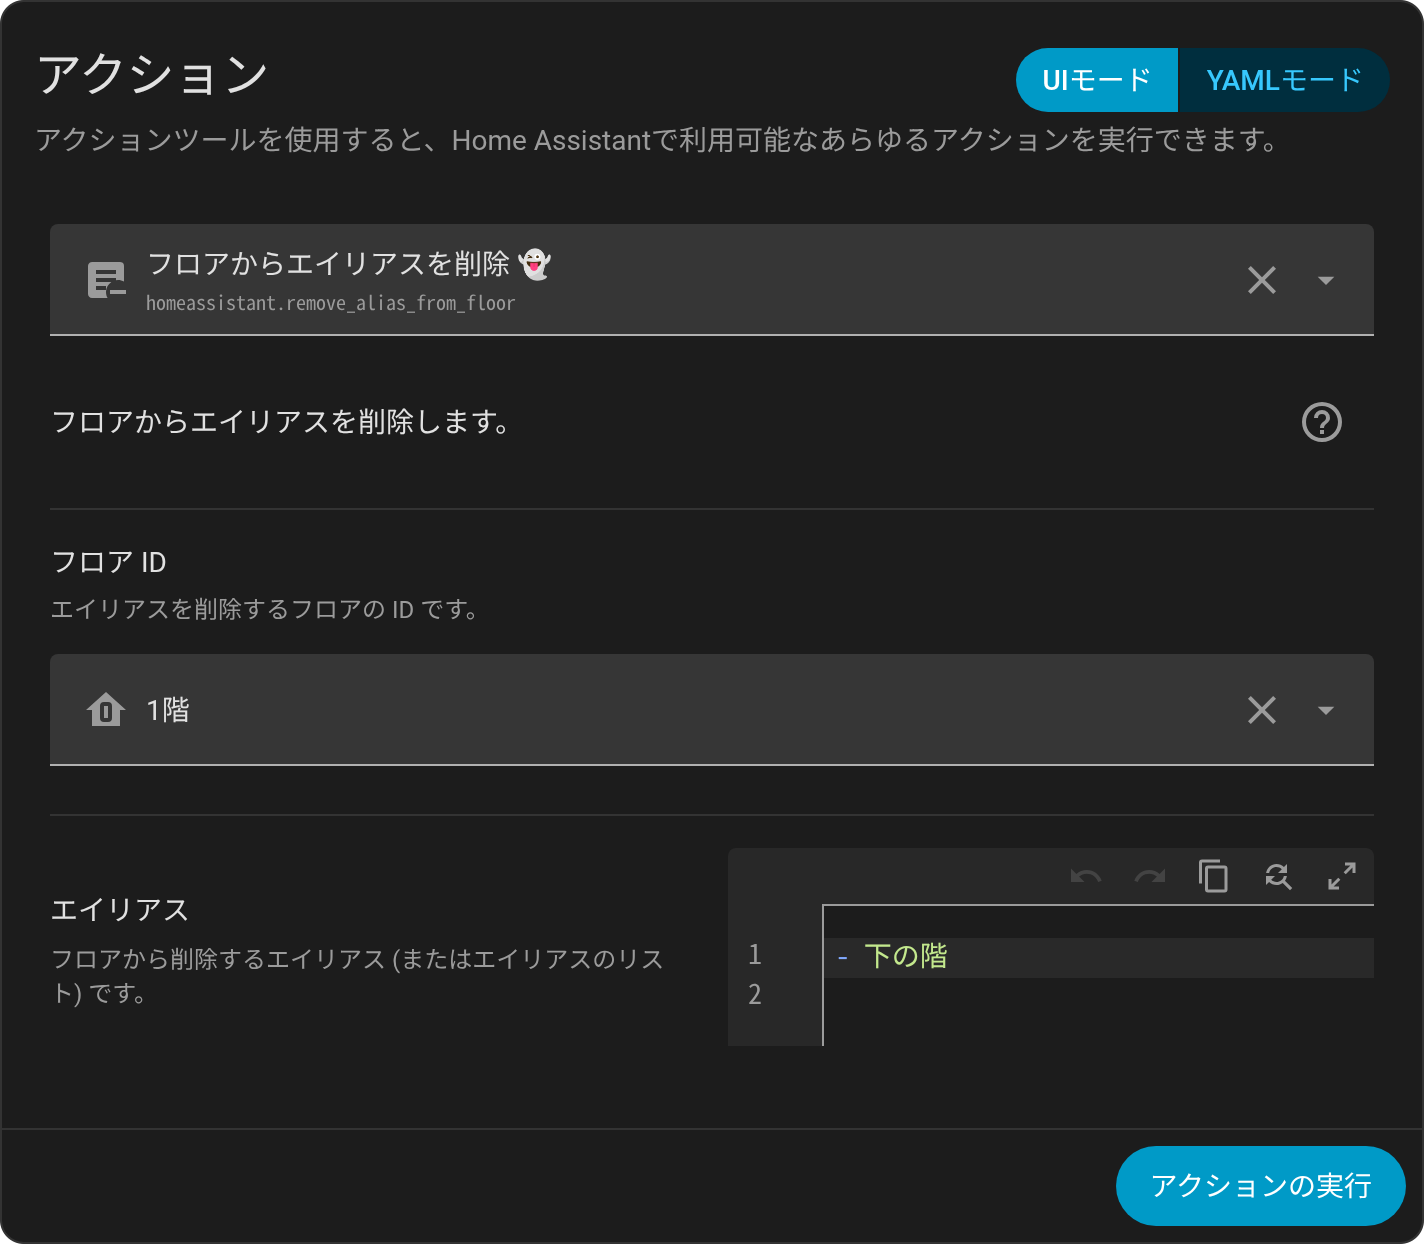 アクション
UIモード
YAMLモード
アクションツールを使用すると、Home Assistantで利用可能なあらゆるアクションを実行できます。
フロアからエイリアスを削除 👻
homeassistant.remove_alias_from_floor
フロアからエイリアスを削除します。
フロア ID
エイリアスを削除するフロアの ID です。
0
1階
エイリアス
フロアから削除するエイリアス (またはエイリアスのリス
ト) です。
1
- 下の階
2
アクションの実行